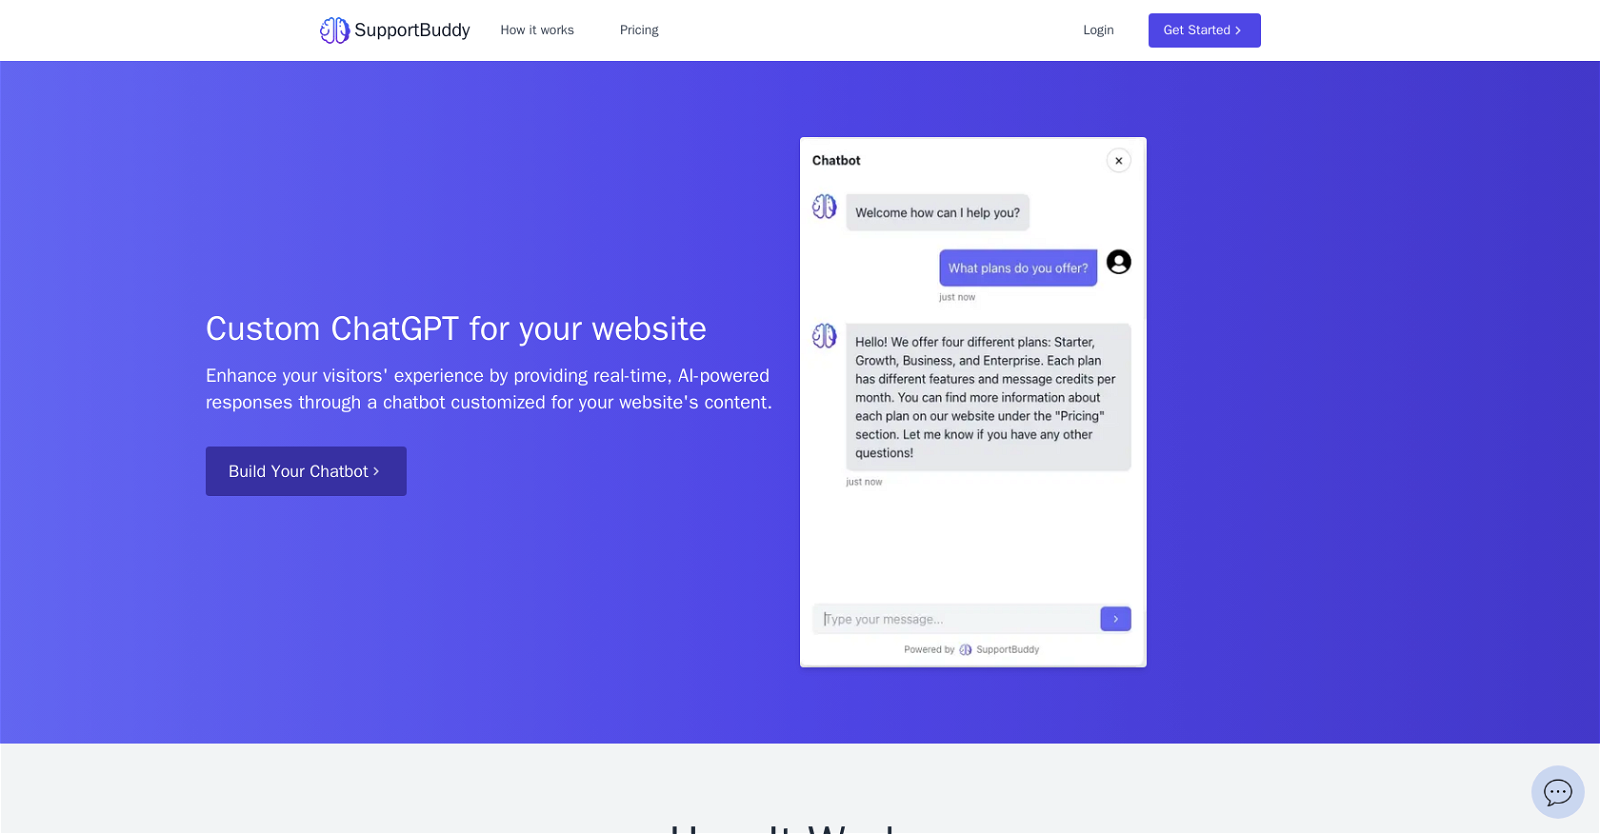 SupportBuddy
How it works
Pricing
Login
Get Started
Custom ChatGPT for your website
Enhance your visitors' experience by providing real-time, AI-powered
responses through a chatbot customized for your website's content.
Build Your Chatbot
Chatbot
Welcome how can I help you?
What plans do you offer?
just now
Hello! We offer four different plans: Starter,
Growth, Business, and Enterprise. Each plan
has different features and message credits per
month. You can find more information about
each plan on our website under the "Pricing"
section. Let me know if you have any other
questions!
just now
Type your message...
Powered by SupportBuddy